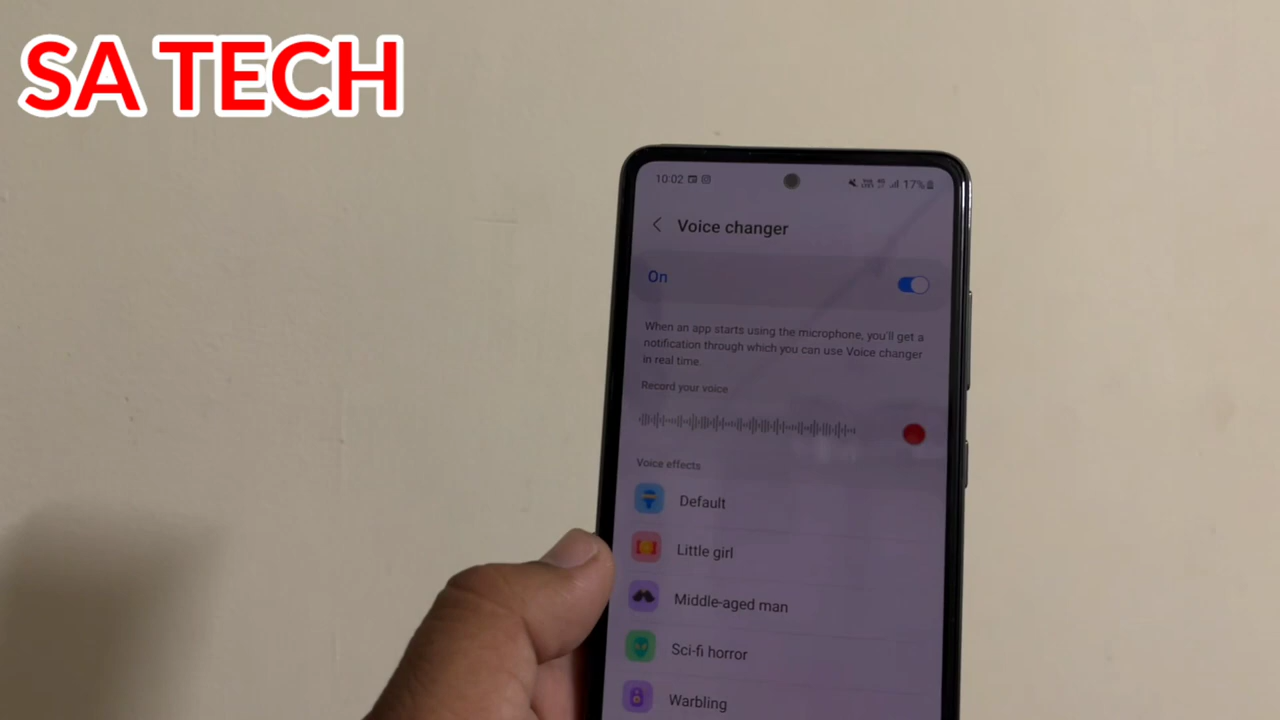 SA TECH
10:02
17%
Voice changer
On
When an app starts using the microphone, you'll get a
notification through which you can use Voice changer
in real time.
Record your voice
Voice effects
Default
Little girl
Middle-aged man
Sci-fi horror
Warbling